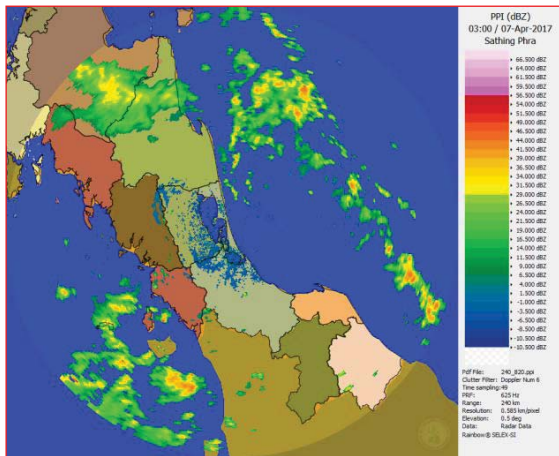 PPI (dBZ)
03:00 / 07-Apr-2017
Sathing Phra
66.500 dBZ
64.000 dBZ
61.500 dBZ
59.500 dBZ
56.500 dBZ
54.000 dBZ
51.500 dBZ
49.000 dBZ
46.500 dBZ
44.000 dBZ
41.500 dBZ
39.000 dBZ
36.500 dBZ
34.000 dBZ
31.500 dBZ
29.000 dBZ
26.500 dBZ
24.000 dBZ
21.500 dBZ
19.000 dBZ
16.500 dBZ
14.000 dBZ
11.500 dBZ
9.000 dBZ
6.500 dBZ
4.000 dBZ
1.500 dBZ
-1.000 dBZ
-3.500 dBZ
-6.000 dBZ
-8.500 dBZ
-10.500 dBZ
Pdf File: 240_820.ppi
Clutter Filter: Doppler Num 6
Time sampling:49
PRF: 625 Hz
Range: 240 km
Resolution: 0.585 km/pixel
Elevation: 0.5 deg
Data: Radar Data
Rainbow® SELEX-SI